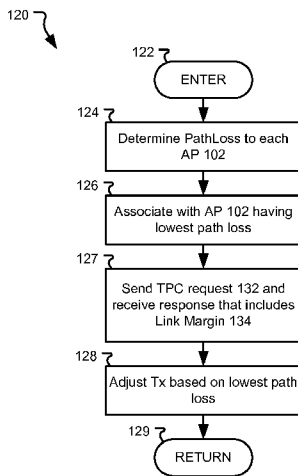 120
122
ENTER
124
Determine PathLoss to each
AP 102
126
Associate with AP 102 having
lowest path loss
127
Send TPC request 132 and
receive response that includes
Link Margin 134
128
Adjust Tx based on lowest path
loss
129
RETURN